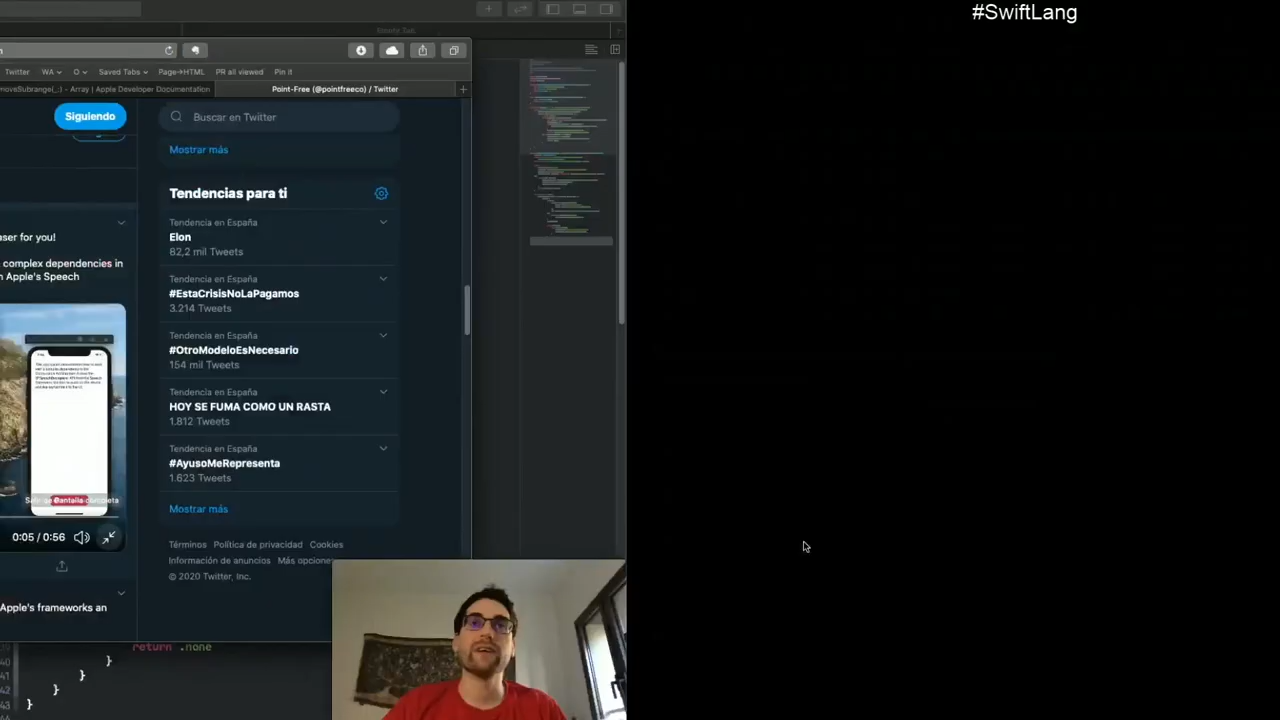 #SwiftLang
Twitter WA O Saved Tabs Page->HTML PR all viewed Pin it
moveSubrange(_:) - Array | Apple Developer Documentation
Point-Free (@pointfreeco) / Twitter
Siguiendo
Buscar en Twitter
Mostrar más
Tendencias para ti
Tendencia en España
Elon
82,2 mil Tweets
Tendencia en España
#EstaCrisisNoLaPagamos
3.214 Tweets
Tendencia en España
#OtroModeloEsNecesario
154 mil Tweets
Tendencia en España
HOY SE FUMA COMO UN RASTA
1.812 Tweets
Tendencia en España
#AyusoMeRepresenta
1.623 Tweets
Mostrar más
Términos Política de privacidad Cookies
Información de anuncios Más opciones
© 2020 Twitter, Inc.
aser for you!
complex dependencies in
n Apple's Speech
0:05 / 0:56
Apple's frameworks an
return .none
40 }
41 }
42 }
43 }